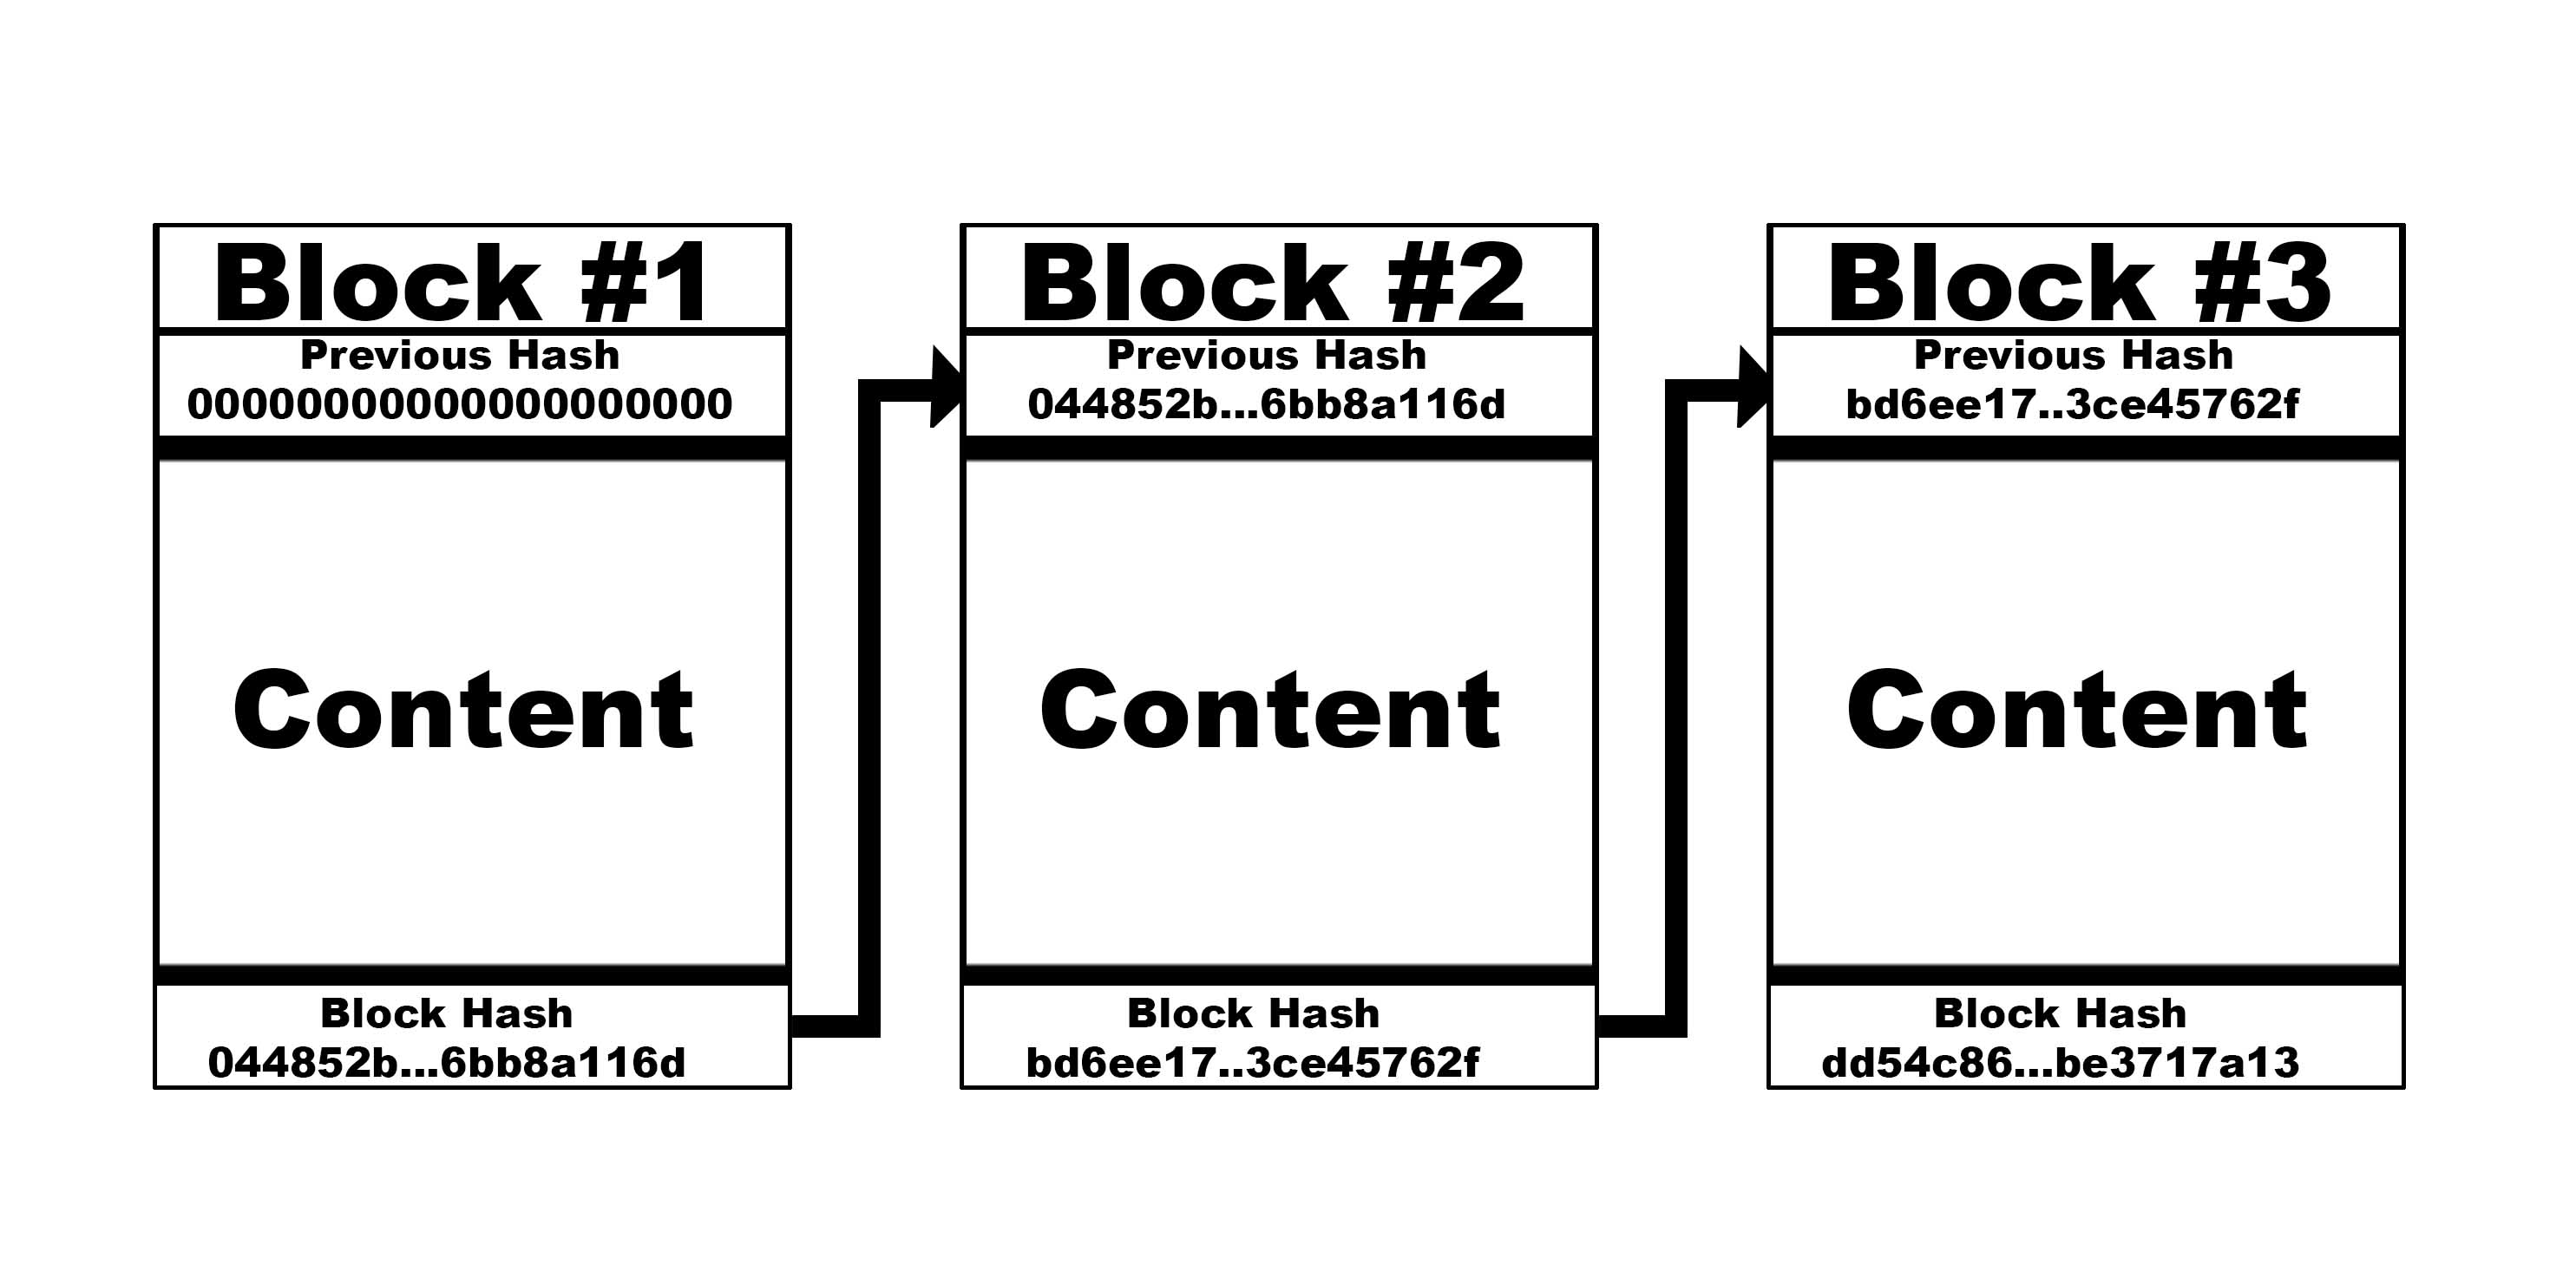 Block #1
Previous Hash
00000000000000000000
Content
Block Hash
044852b...6bb8a116d
Block #2
Previous Hash
044852b...6bb8a116d
Content
Block Hash
bd6ee17..3ce45762f
Block #3
Previous Hash
bd6ee17..3ce45762f
Content
Block Hash
dd54c86...be3717a13